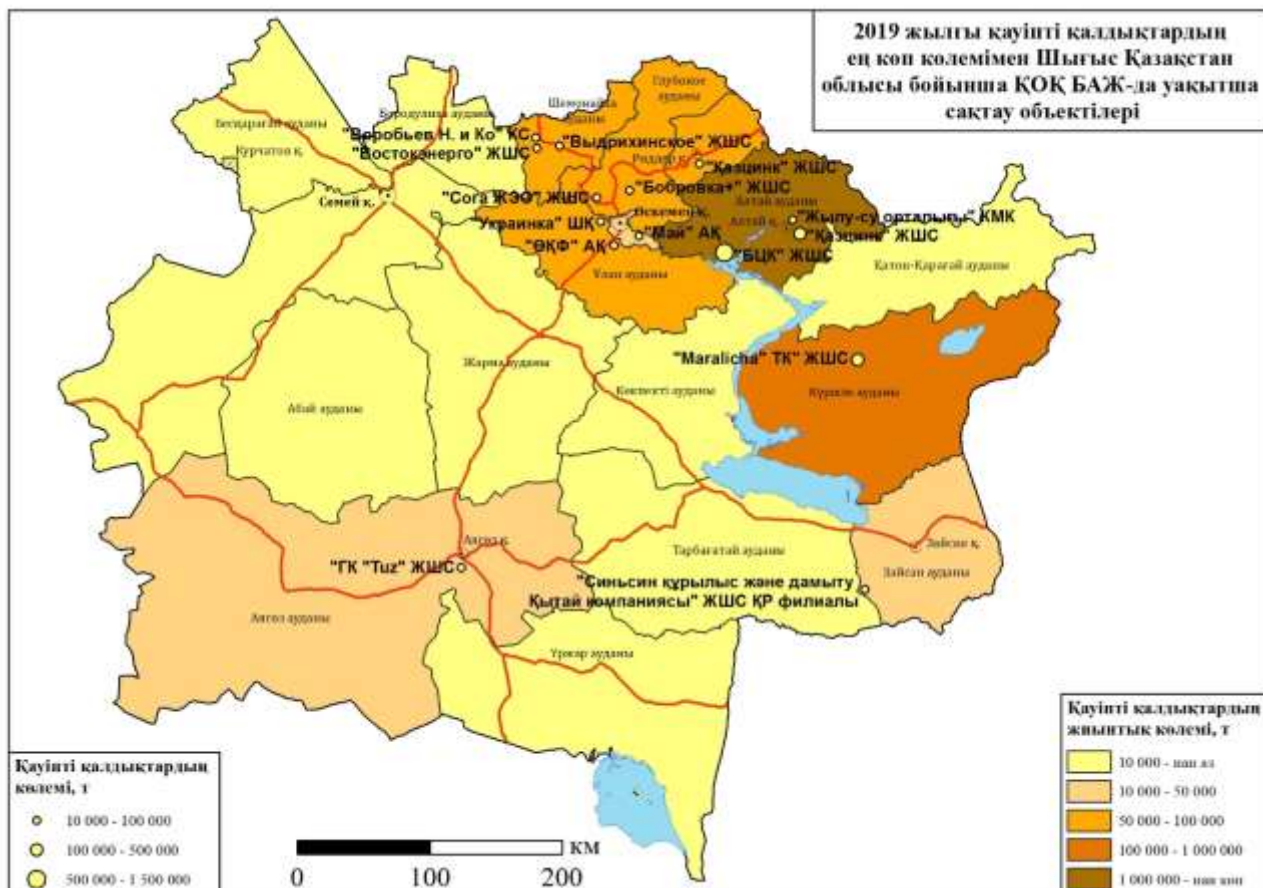 2019 жылғы қауіпті қалдықтардың
ең көп көлемімен Шығыс Қазақстан
облысы бойынша ҚОҚ БАЖ-да уақытша
сақтау объектілері
Глубокое
ауданы
Шемонаиха
ауданы
Бородулиха ауданы
Бесқарағай ауданы
Курчатов қ.
"Воробьев Н. и Ко" КС
"Востокэнерго" ЖШС
"Выдрихинское" ЖШС
Риддер қ.
"Қазцинк" ЖШС
"Бобровка+" ЖШС
Семей қ.
"Согра ЖЭО" ЖШС
Алтай ауданы
Алтай қ.
Өскемен қ.
"Украинка" ШҚ
"Май" АҚ
"Жылу-су орталығы" КМК
"Қазцинк" ЖШС
"ӨҚФ" АҚ
"БЦК" ЖШС
Ұлан ауданы
Қатон-Қарағай ауданы
"Maralicha" ТК" ЖШС
Жарма ауданы
Көкпекті ауданы
Күршім ауданы
Абай ауданы
Аягөз қ.
Тарбағатай ауданы
Зайсан қ.
Зайсан ауданы
"ГК "Tuz" ЖШС
"Синьсин құрылыс және дамыту
Қытай компаниясы" ЖШС ҚР филиалы
Аягөз ауданы
Үржар ауданы
Қауіпті қалдықтардың
көлемі, т
10 000 - 100 000
100 000 - 500 000
500 000 - 1 500 000
КМ
0 100 200
Қауіпті қалдықтардың
жиынтық көлемі, т
10 000 - нан аз
10 000 - 50 000
50 000 - 100 000
100 000 - 1 000 000
1 000 000 - нан көп